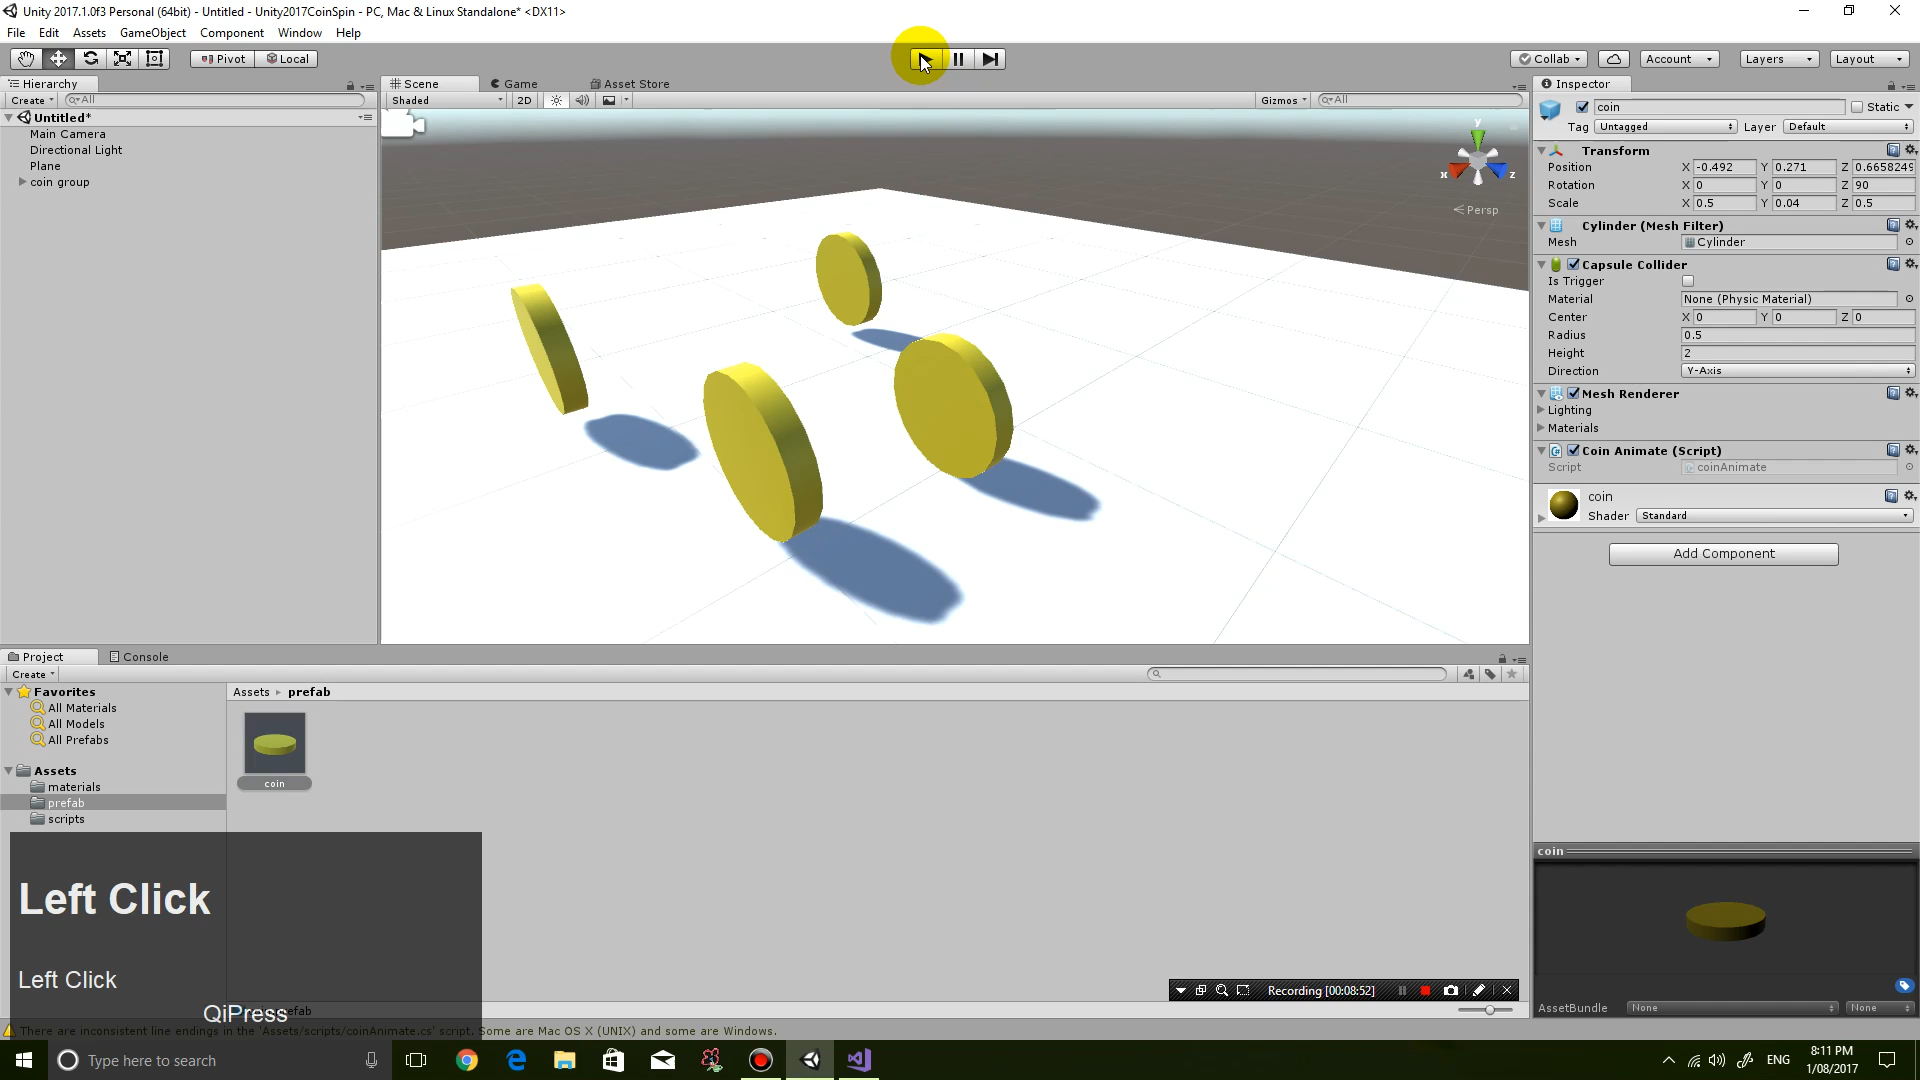 Unity 2017.1.0f3 Personal (64bit) - Untitled - Unity2017CoinSpin - PC, Mac & Linux Standalone* <DX11>
File Edit Assets GameObject Component Window Help
Pivot Local Collab Account Layers Layout
Hierarchy
Create All
Untitled*
Main Camera
Directional Light
Plane
coin group
Scene Game Asset Store
Shaded 2D Gizmos All
y
x
z
Persp
Inspector
coin Static
Tag Untagged Layer Default
Transform
Position X -0.492 Y 0.271 Z 0.6658249
Rotation X 0 Y 0 Z 90
Scale X 0.5 Y 0.04 Z 0.5
Cylinder (Mesh Filter)
Mesh Cylinder
Capsule Collider
Is Trigger
Material None (Physic Material)
Center X 0 Y 0 Z 0
Radius 0.5
Height 2
Direction Y-Axis
Mesh Renderer
Lighting
Materials
Coin Animate (Script)
Script coinAnimate
coin
Shader Standard
Add Component
coin
AssetBundle None None
Project Console
Create
Favorites
All Materials
All Models
All Prefabs
Assets
materials
prefab
scripts
Assets prefab
coin
Left Click
Left Click
QiPress
Recording [00:08:52]
There are inconsistent line endings in the 'Assets/scripts/coinAnimate.cs' script. Some are Mac OS X (UNIX) and some are Windows.
Type here to search
ENG
8:11 PM
1/08/2017